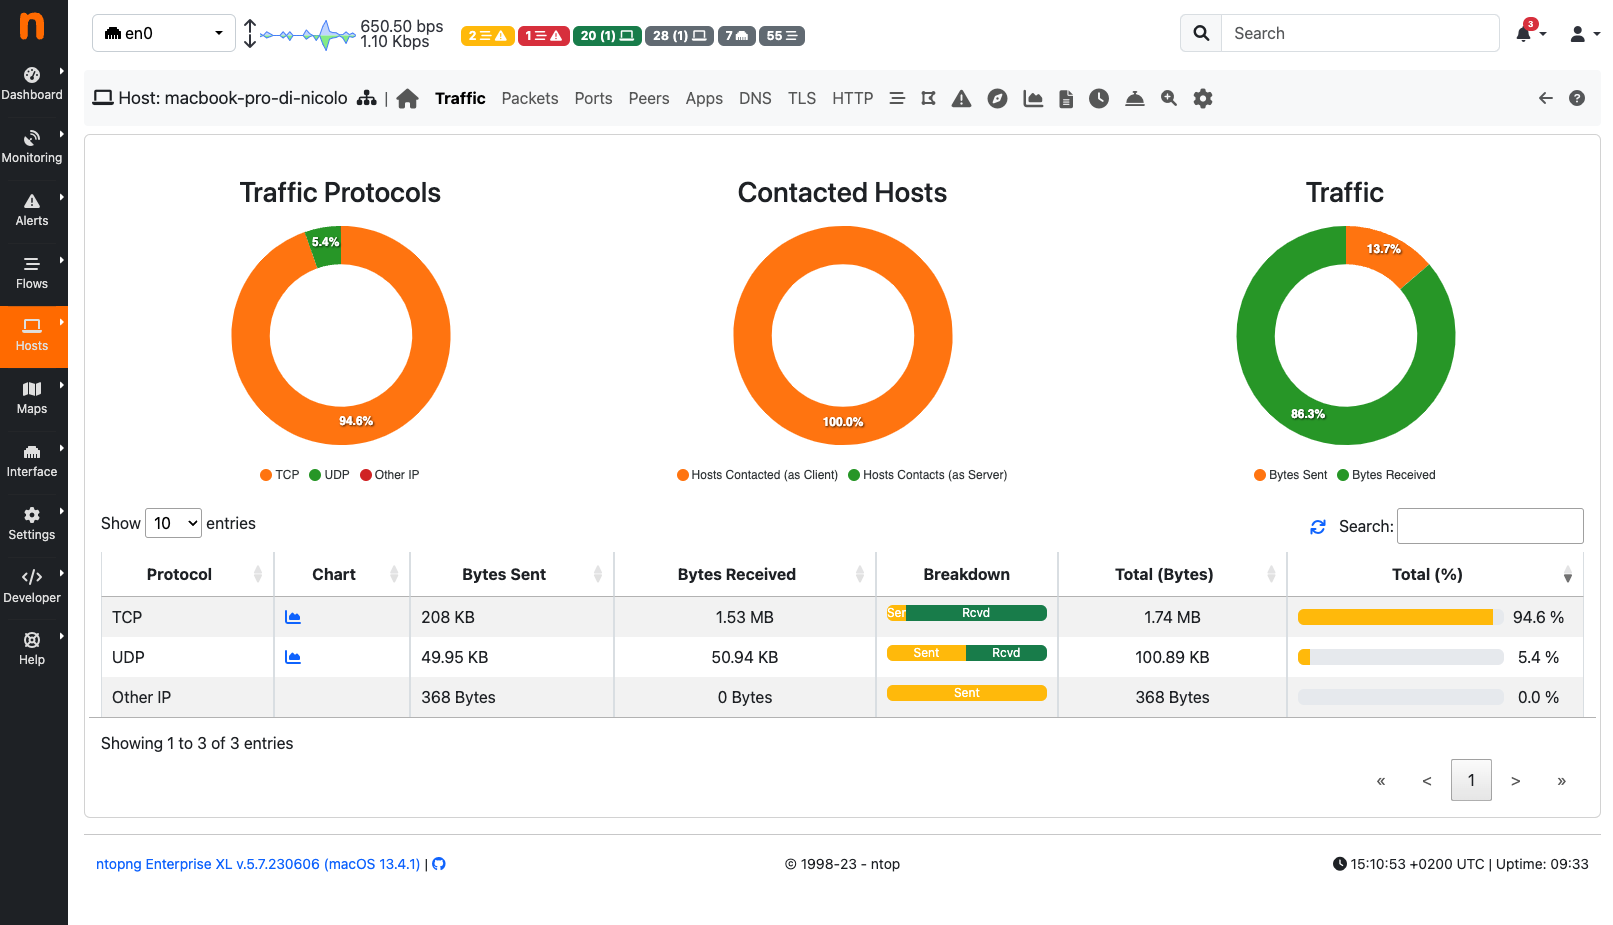 n
en0
650.50 bps
1.10 Kbps
2
1
20 (1)
28 (1)
7
55
Search
3
Dashboard
Monitoring
Alerts
Flows
Hosts
Maps
Interface
Settings
Developer
Help
Host: macbook-pro-di-nicolo | Traffic Packets Ports Peers Apps DNS TLS HTTP
Traffic Protocols
5.4%
94.6%
TCP UDP Other IP
Contacted Hosts
100.0%
Hosts Contacted (as Client) Hosts Contacts (as Server)
Traffic
13.7%
86.3%
Bytes Sent Bytes Received
Show 10 entries
Search:
Protocol Chart Bytes Sent Bytes Received Breakdown Total (Bytes) Total (%)
TCP 208 KB 1.53 MB Ser Rcvd 1.74 MB 94.6 %
UDP 49.95 KB 50.94 KB Sent Rcvd 100.89 KB 5.4 %
Other IP 368 Bytes 0 Bytes Sent 368 Bytes 0.0 %
Showing 1 to 3 of 3 entries
« < 1 > »
ntopng Enterprise XL v.5.7.230606 (macOS 13.4.1) |
© 1998-23 - ntop
15:10:53 +0200 UTC | Uptime: 09:33